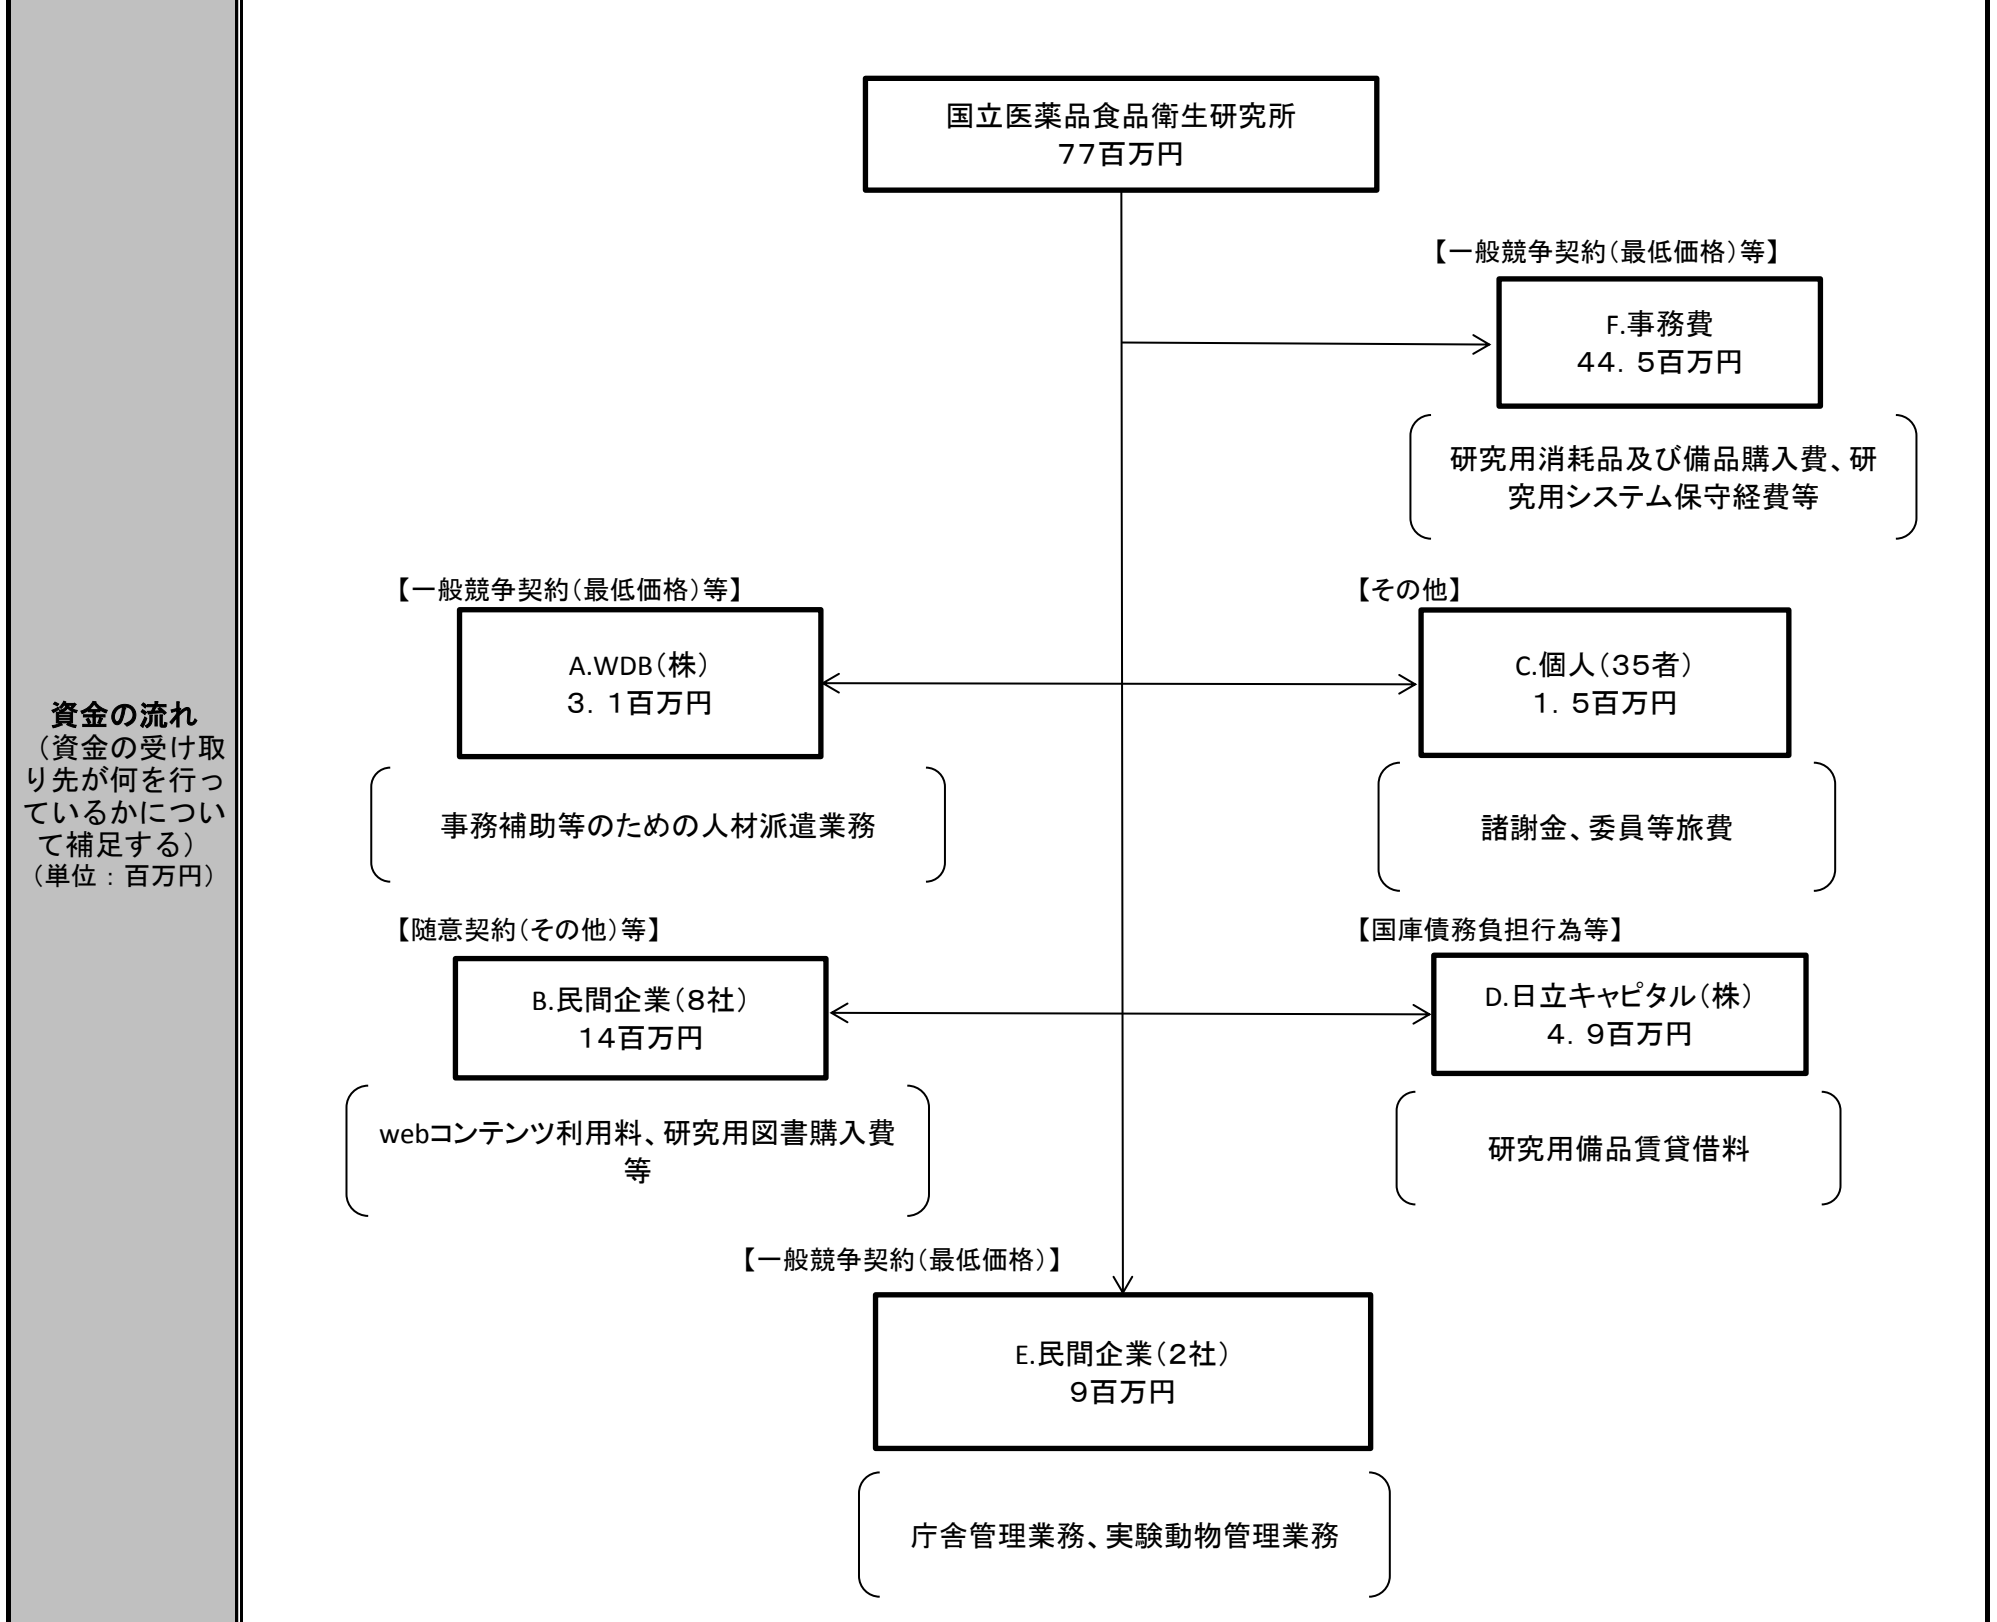 資金の流れ
（資金の受け取
り先が何を行っ
ているかについ
て補足する）
（単位：百万円）
国立医薬品食品衛生研究所
７７百万円
【一般競争契約（最低価格）等】
F.事務費
４４．５百万円
研究用消耗品及び備品購入費、研
究用システム保守経費等
【一般競争契約（最低価格）等】
A.WDB（株）
３．１百万円
事務補助等のための人材派遣業務
【その他】
C.個人（３５者）
１．５百万円
諸謝金、委員等旅費
【随意契約（その他）等】
B.民間企業（８社）
１４百万円
webコンテンツ利用料、研究用図書購入費
等
【国庫債務負担行為等】
D.日立キャピタル（株）
４．９百万円
研究用備品賃貸借料
【一般競争契約（最低価格）】
E.民間企業（２社）
９百万円
庁舎管理業務、実験動物管理業務